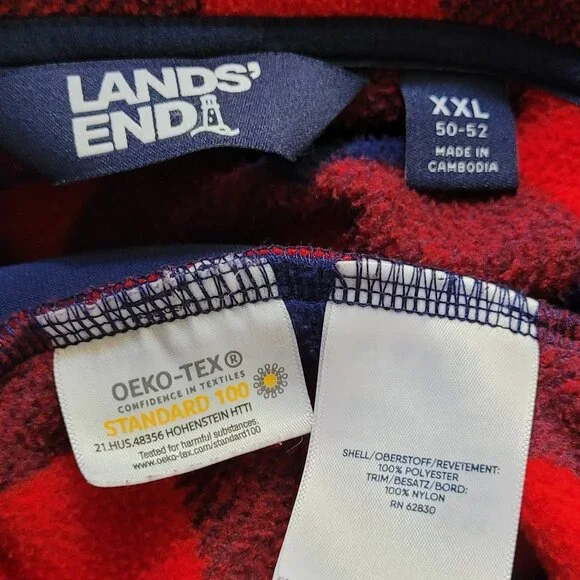 LANDS'
END
XXL
50-52
MADE IN
CAMBODIA
OEKO-TEX®
CONFIDENCE IN TEXTILES
STANDARD 100
21.HUS.48356 HOHENSTEIN HTTI
Tested for harmful substances.
www.oeko-tex.com/standard100
SHELL/OBERSTOFF/REVETEMENT:
100% POLYESTER
TRIM/BESATZ/BORD:
100% NYLON
RN 62830